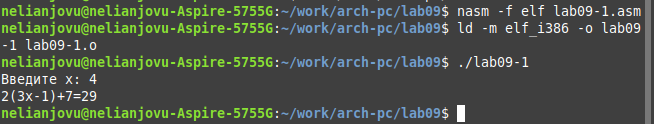 nelianjovu@nelianjovu-Aspire-5755G:~/work/arch-pc/lab09$ nasm -f elf lab09-1.asm
nelianjovu@nelianjovu-Aspire-5755G:~/work/arch-pc/lab09$ ld -m elf_i386 -o lab09
-1 lab09-1.o
nelianjovu@nelianjovu-Aspire-5755G:~/work/arch-pc/lab09$ ./lab09-1
Введите x: 4
2(3x-1)+7=29
nelianjovu@nelianjovu-Aspire-5755G:~/work/arch-pc/lab09$